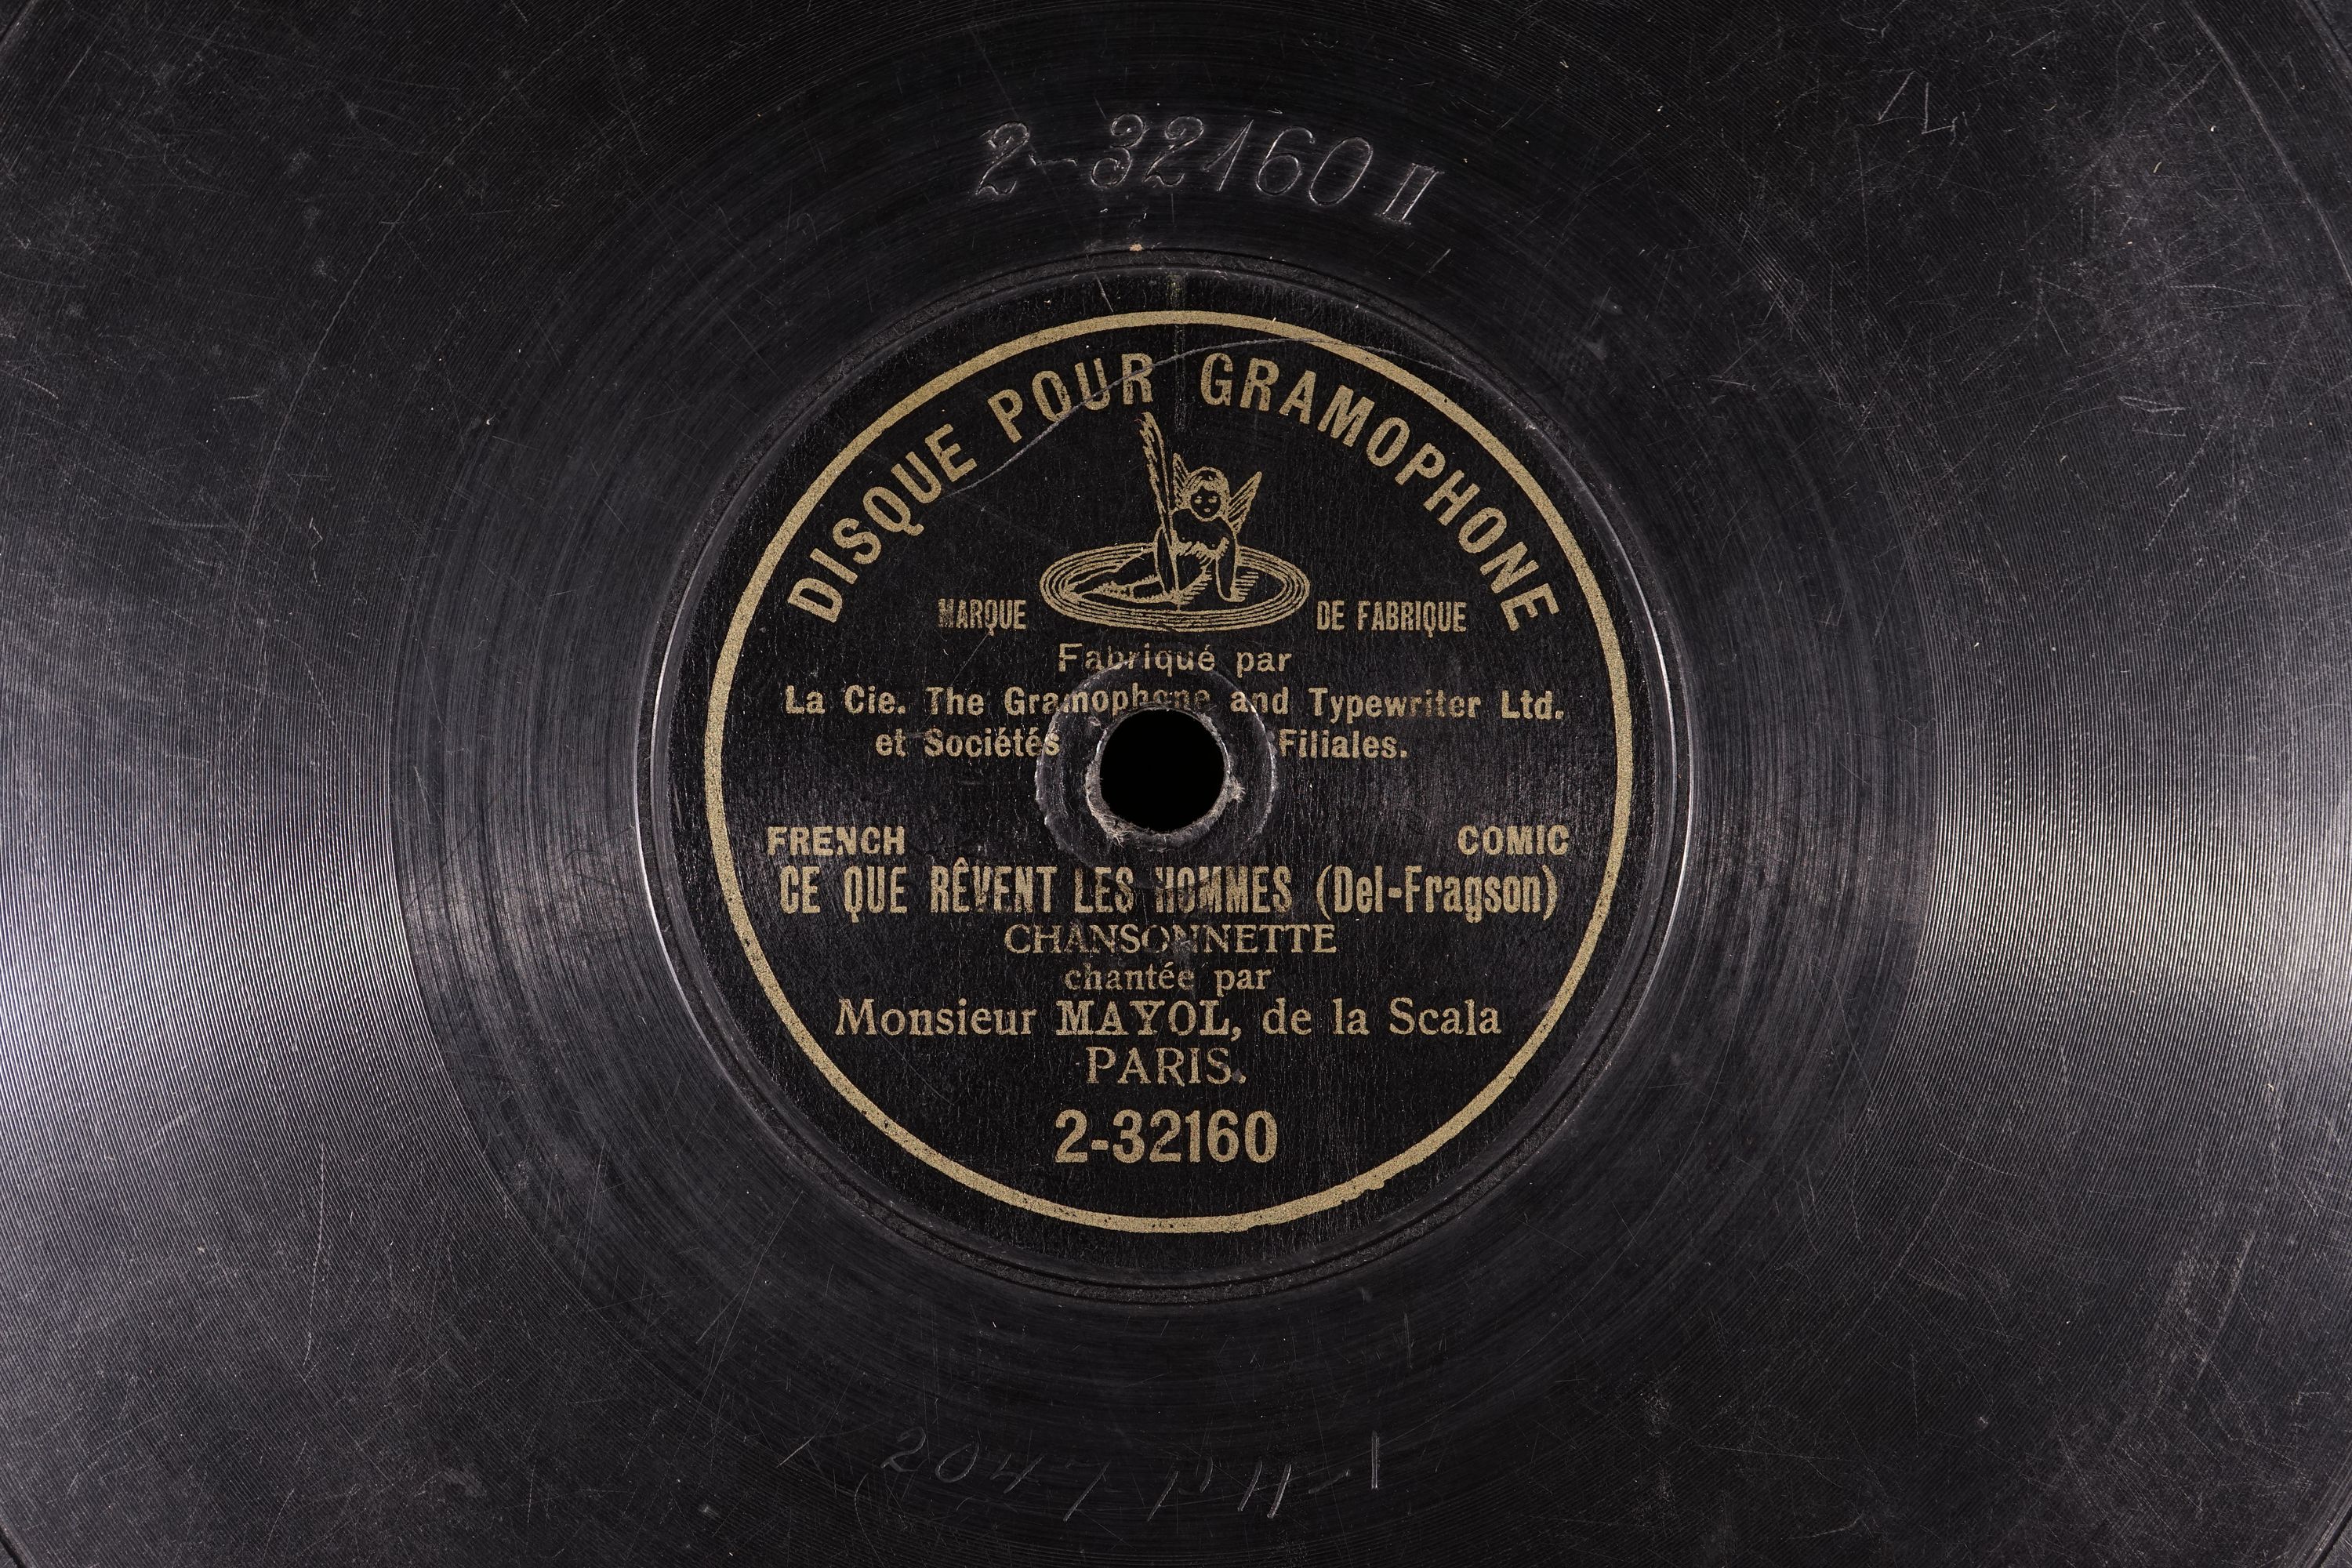 2-32160 II
DISQUE POUR GRAMOPHONE
MARQUE DE FABRIQUE
Fabriqué par
La Cie. The Gramophone and Typewriter Ltd.
et Sociétés Filiales.
FRENCH COMIC
CE QUE RÊVENT LES HOMMES (Del-Fragson)
CHANSONNETTE
chantée par
Monsieur MAYOL, de la Scala
PARIS.
2-32160
2047